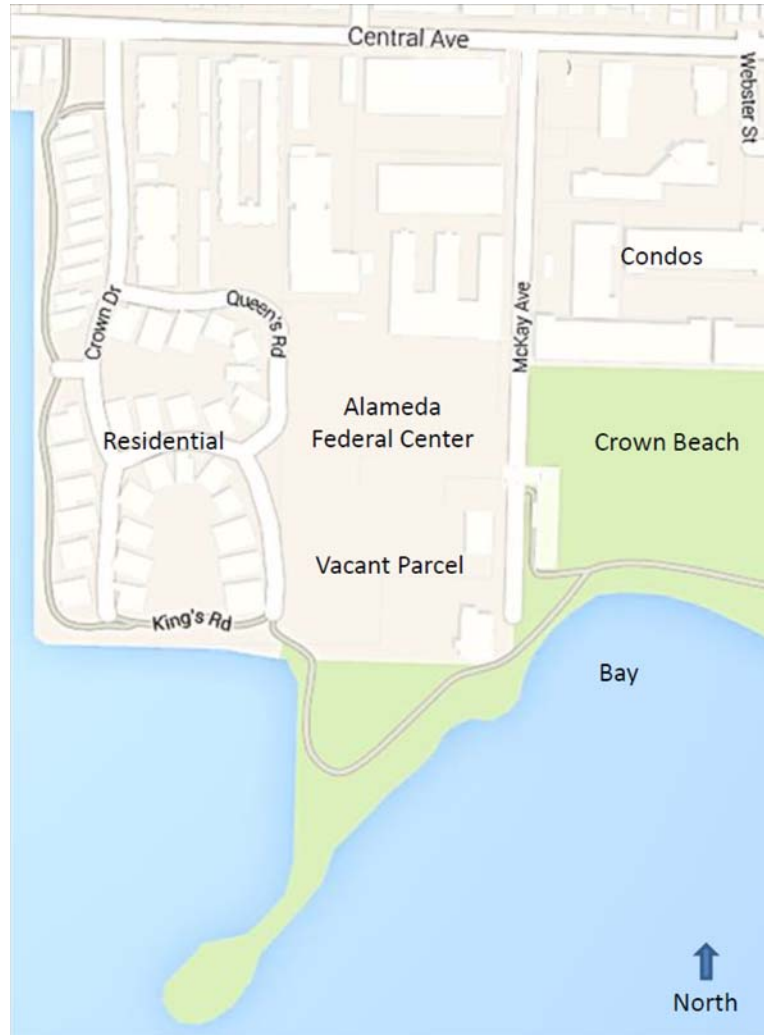 Central Ave
Webster St
Condos
Queen's Rd
Crown Dr
McKay Ave
Alameda
Federal Center
Residential
Crown Beach
Vacant Parcel
King's Rd
Bay
North